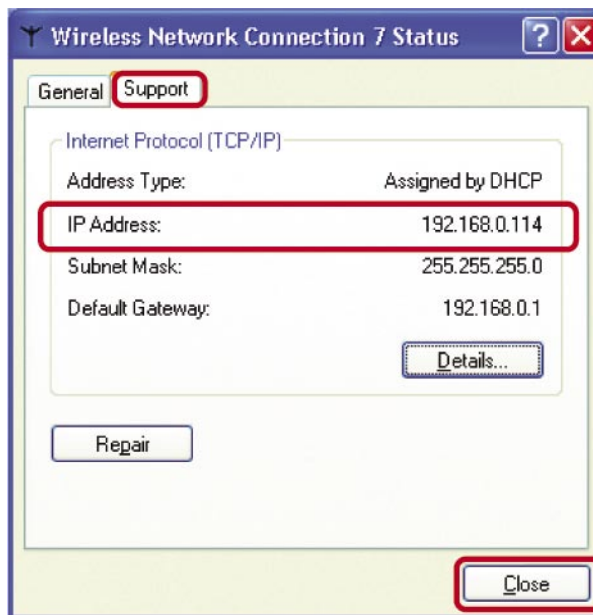 Wireless Network Connection 7 Status
?
General
Support
Internet Protocol (TCP/IP)
Address Type: Assigned by DHCP
IP Address: 192.168.0.114
Subnet Mask: 255.255.255.0
Default Gateway: 192.168.0.1
Details...
Repair
Close